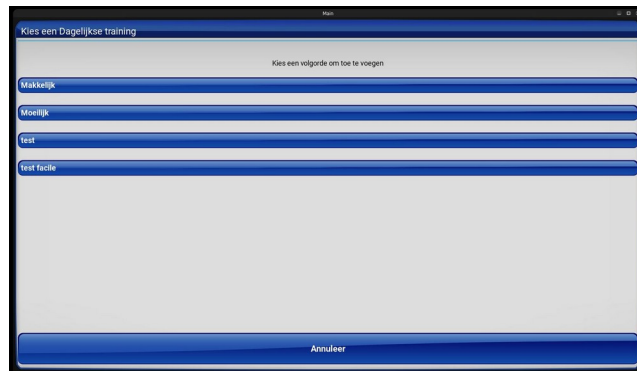 Main
Kies een Dagelijkse training
Kies een volgorde om toe te voegen
Makkelijk
Moeilijk
test
test facile
Annuleer